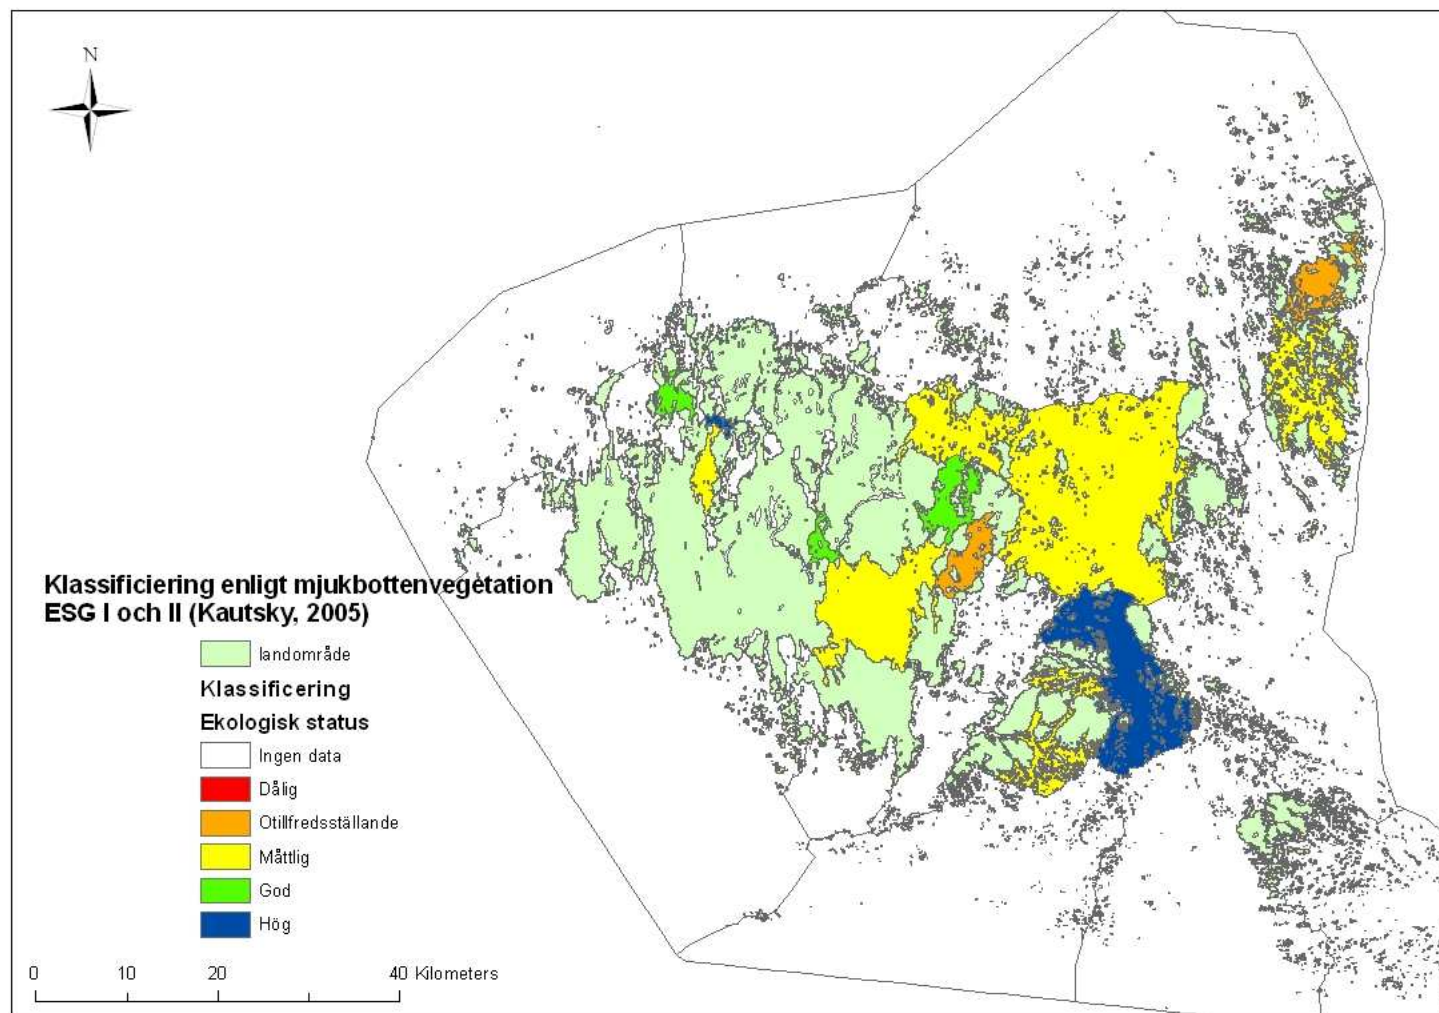 N
Klassificiering enligt mjukbottenvegetation
ESG I och II (Kautsky, 2005)
landområde
Klassificering
Ekologisk status
Ingen data
Dålig
Otillfredsställande
Måttlig
God
Hög
0 10 20 40 Kilometers